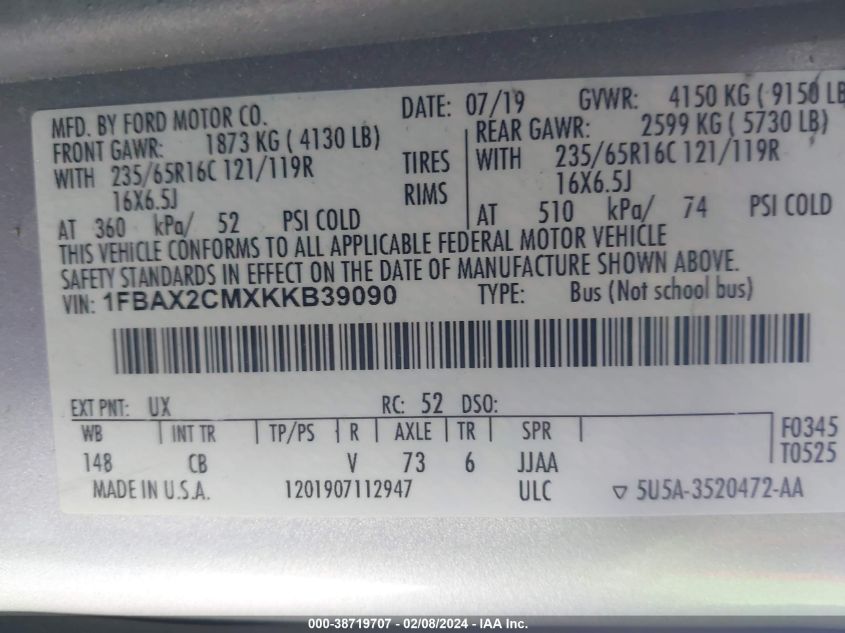 MFD. BY FORD MOTOR CO. DATE: 07/19 GVWR: 4150 KG ( 9150 LB
FRONT GAWR: 1873 KG ( 4130 LB) REAR GAWR: 2599 KG ( 5730 LB)
WITH 235/65R16C 121/119R TIRES WITH 235/65R16C 121/119R
16X6.5J RIMS 16X6.5J
AT 360 kPa/ 52 PSI COLD AT 510 kPa/ 74 PSI COLD
THIS VEHICLE CONFORMS TO ALL APPLICABLE FEDERAL MOTOR VEHICLE
SAFETY STANDARDS IN EFFECT ON THE DATE OF MANUFACTURE SHOWN ABOVE.
VIN: 1FBAX2CMXKKB39090 TYPE: Bus (Not school bus)
EXT PNT: UX RC: 52 DSO:
WB INT TR TP/PS R AXLE TR SPR F0345
148 CB V 73 6 JJAA T0525
MADE IN U.S.A. 1201907112947 ULC ▽ 5U5A-3520472-AA
000-38719707 - 02/08/2024 - IAA Inc.